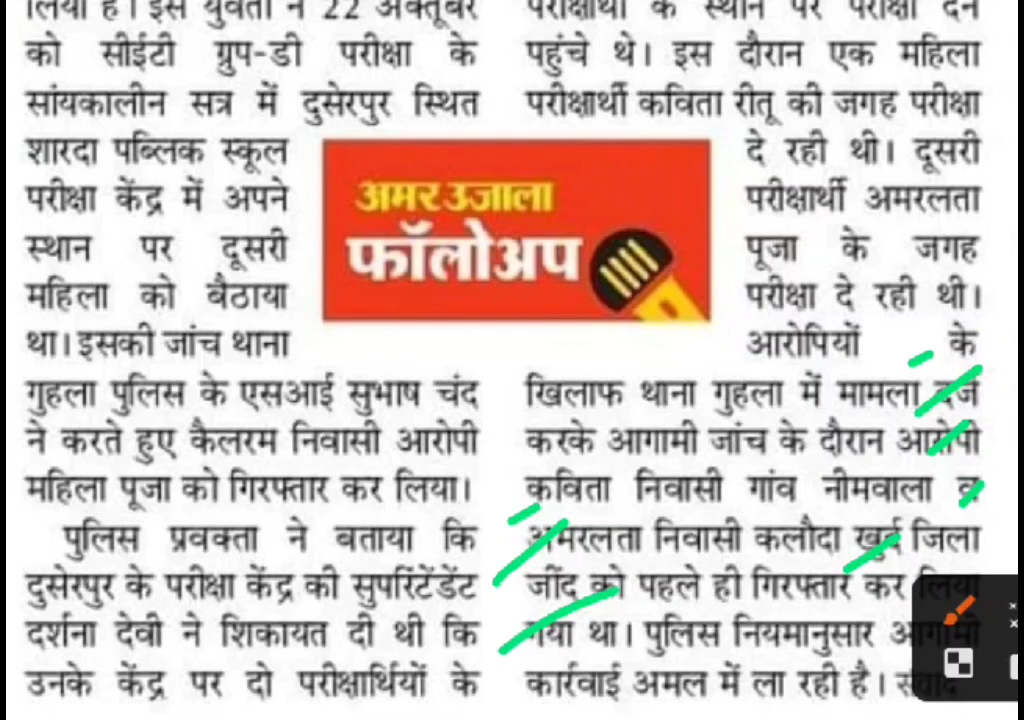 लिया है। इस युवती ने 22 अक्तूबर
को सीईटी ग्रुप-डी परीक्षा के
सांयकालीन सत्र में दुसेरपुर स्थित
शारदा पब्लिक स्कूल
परीक्षा केंद्र में अपने
स्थान पर दूसरी
महिला को बैठाया
था। इसकी जांच थाना
गुहला पुलिस के एसआई सुभाष चंद
ने करते हुए कैलरम निवासी आरोपी
महिला पूजा को गिरफ्तार कर लिया।
पुलिस प्रवक्ता ने बताया कि
दुसेरपुर के परीक्षा केंद्र की सुपरिंटेंडेंट
दर्शना देवी ने शिकायत दी थी कि
उनके केंद्र पर दो परीक्षार्थियों के
अमर उजाला
फॉलोअप
परीक्षार्थी के स्थान पर परीक्षा देने
पहुंचे थे। इस दौरान एक महिला
परीक्षार्थी कविता रीतू की जगह परीक्षा
दे रही थी। दूसरी
परीक्षार्थी अमरलता
पूजा के जगह
परीक्षा दे रही थी।
आरोपियों के
खिलाफ थाना गुहला में मामला दर्ज
करके आगामी जांच के दौरान आरोपी
कविता निवासी गांव नीमवाला व
अमरलता निवासी कलौदा खुर्द जिला
जींद को पहले ही गिरफ्तार कर लिया
गया था। पुलिस नियमानुसार आगामी
कार्रवाई अमल में ला रही है। संवाद